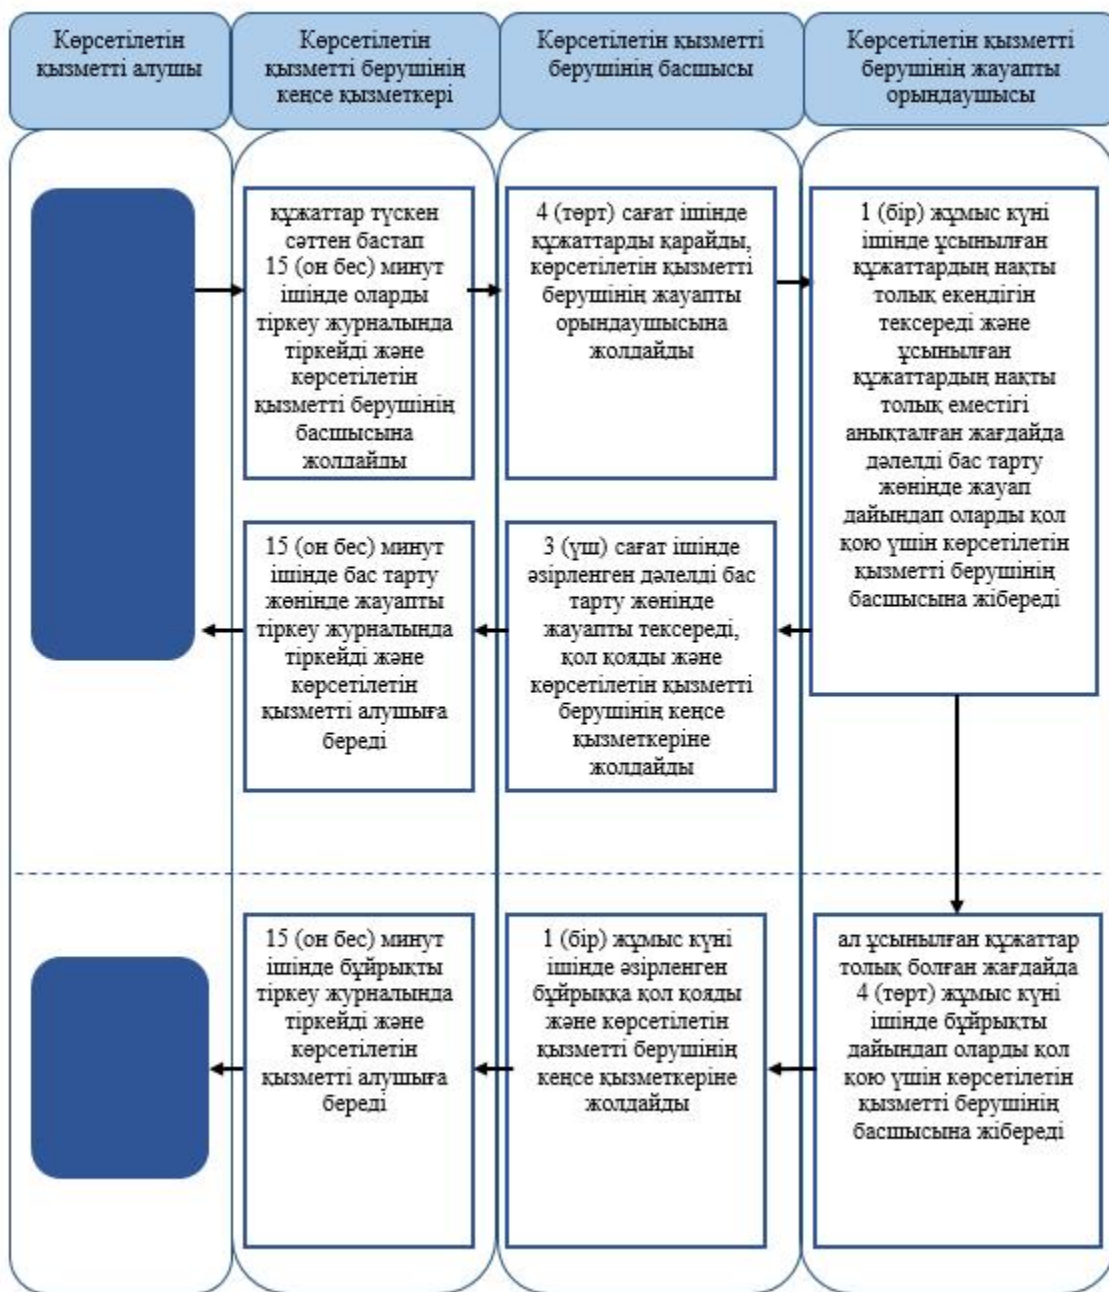 Көрсетілетін
қызметті алушы
Көрсетілетін
қызметті берушінің
кеңсе қызметкері
Көрсетілетін қызметті
берушінің басшысы
Көрсетілетін қызметті
берушінің жауапты
орындаушысы
құжаттар түскен
сәттен бастап
15 (он бес) минут
ішінде оларды
тіркеу журналында
тіркейді және
көрсетілетін
қызметті берушінің
басшысына
жолдайды
4 (төрт) сағат ішінде
құжаттарды қарайды,
көрсетілетін қызметті
берушінің жауапты
орындаушысына
жолдайды
1 (бір) жұмыс күні
ішінде ұсынылған
құжаттардың нақты
толық екендігін
тексереді және
ұсынылған
құжаттардың нақты
толық еместігі
анықталған жағдайда
дәлелді бас тарту
жөнінде жауап
дайындап оларды қол
қою үшін көрсетілетін
қызметті берушінің
басшысына жібереді
15 (он бес) минут
ішінде бас тарту
жөнінде жауапты
тіркеу журналында
тіркейді және
көрсетілетін
қызметті алушыға
береді
3 (үш) сағат ішінде
әзірленген дәлелді бас
тарту жөнінде
жауапты тексереді,
қол қояды және
көрсетілетін қызметті
берушінің кеңсе
қызметкеріне
жолдайды
15 (он бес) минут
ішінде бұйрықты
тіркеу журналында
тіркейді және
көрсетілетін
қызметті алушыға
береді
1 (бір) жұмыс күні
ішінде әзірленген
бұйрыққа қол қояды
және көрсетілетін
қызметті берушінің
кеңсе қызметкеріне
жолдайды
ал ұсынылған құжаттар
толық болған жағдайда
4 (төрт) жұмыс күні
ішінде бұйрықты
дайындап оларды қол
қою үшін көрсетілетін
қызметті берушінің
басшысына жібереді